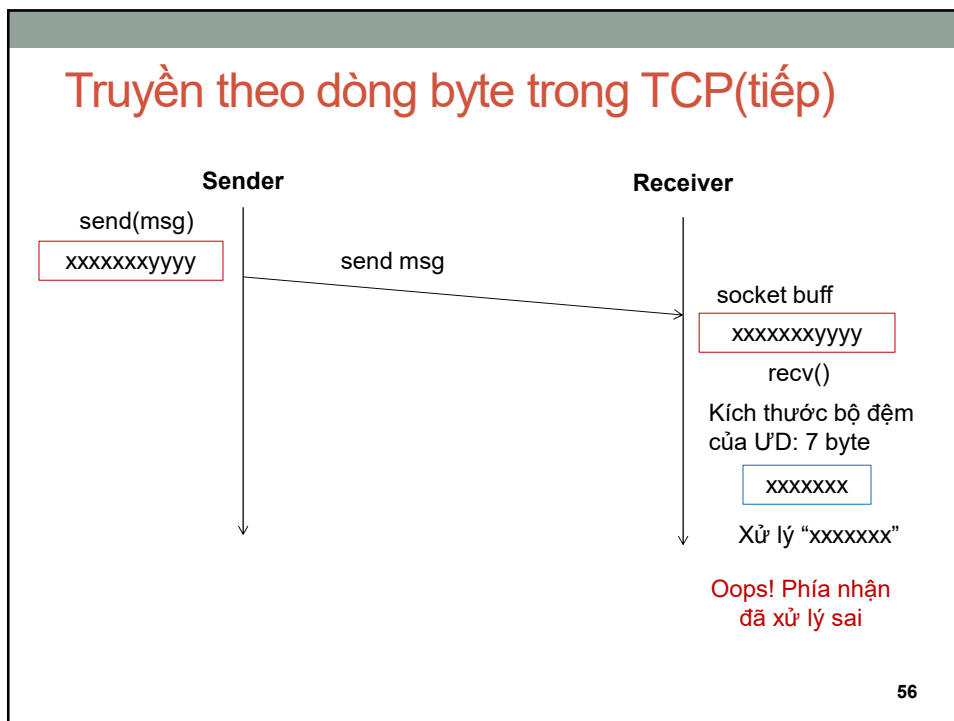 Truyền theo dòng byte trong TCP(tiếp)
Sender
Receiver
send(msg)
xxxxxxxyyyy
send msg
socket buff
xxxxxxxyyyy
recv()
Kích thước bộ đệm
của ƯD: 7 byte
xxxxxxx
Xử lý “xxxxxxx”
Oops! Phía nhận
đã xử lý sai
56